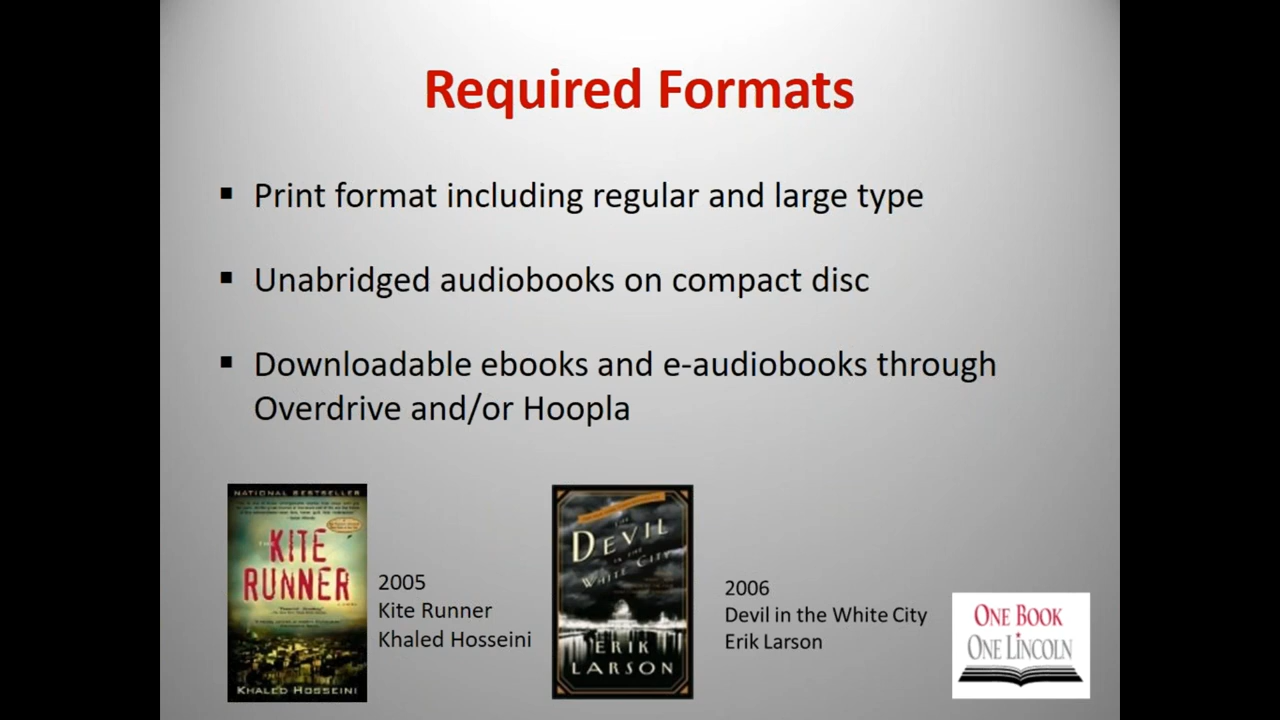 Required Formats
▪ Print format including regular and large type
▪ Unabridged audiobooks on compact disc
▪ Downloadable ebooks and e-audiobooks through
Overdrive and/or Hoopla
NATIONAL BESTSELLER
THE
KITE
RUNNER
KHALED HOSSEINI
2005
Kite Runner
Khaled Hosseini
THE
DEVIL
IN THE
WHITE CITY
ERIK
LARSON
2006
Devil in the White City
Erik Larson
ONE BOOK
ONE LINCOLN